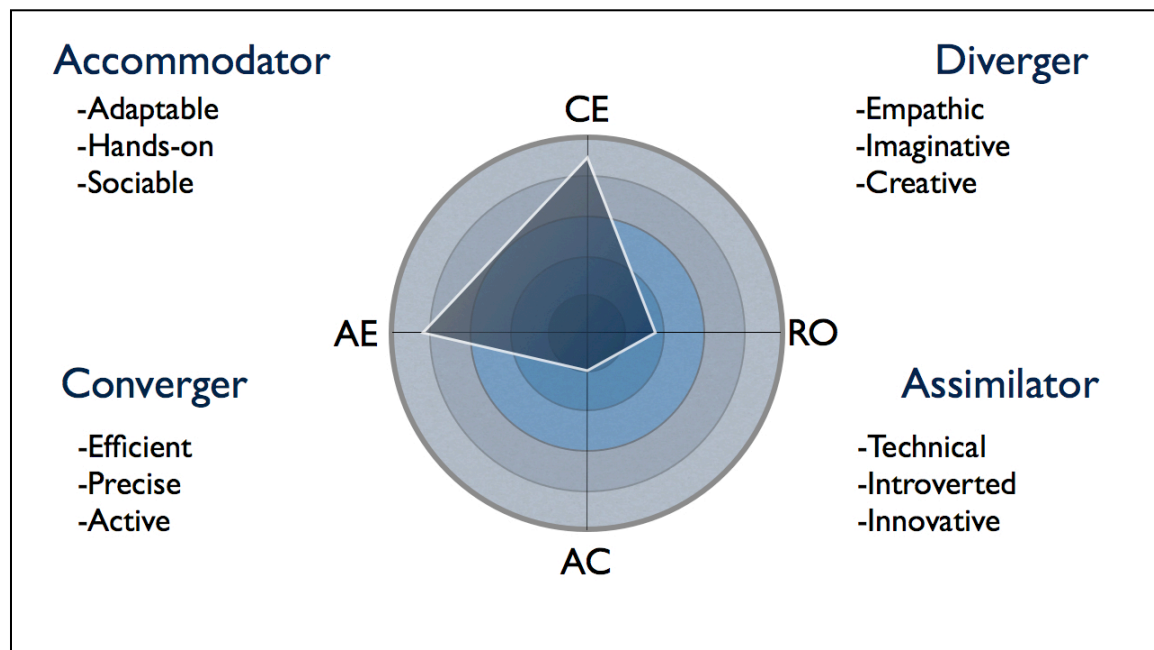 Accommodator
-Adaptable
-Hands-on
-Sociable
Diverger
-Empathic
-Imaginative
-Creative
CE
AE
RO
AC
Converger
-Efficient
-Precise
-Active
Assimilator
-Technical
-Introverted
-Innovative